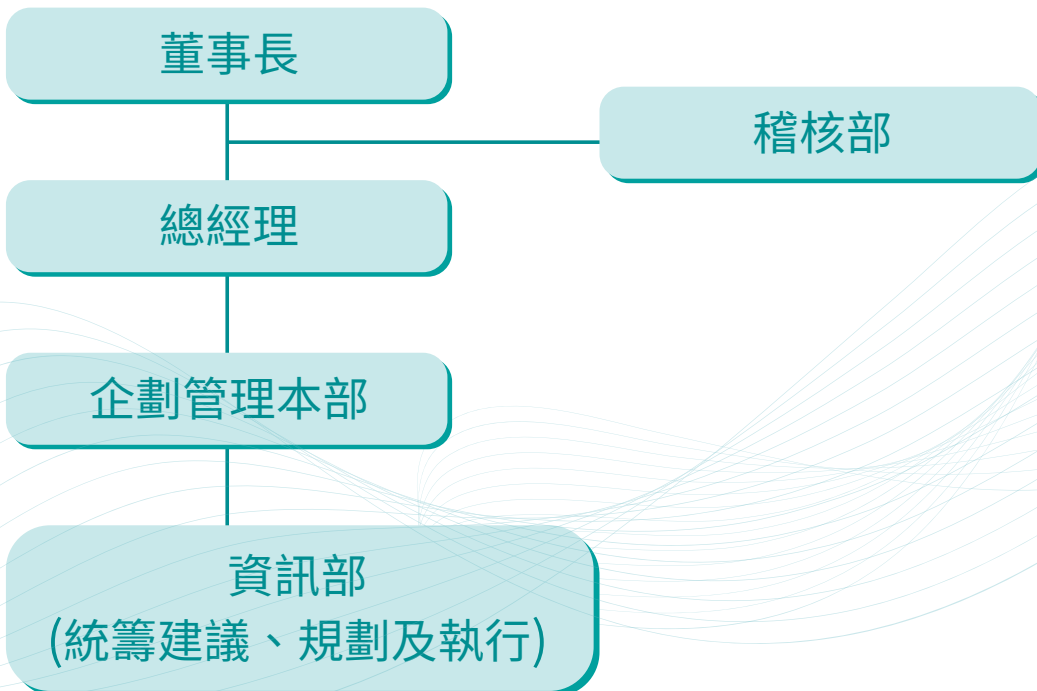 董事長
稽核部
總經理
企劃管理本部
資訊部
(統籌建議、規劃及執行)